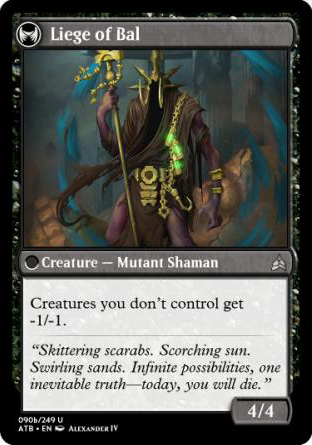 Liege of Bal
Creature — Mutant Shaman
Creatures you don't control get
-1/-1.
"Skittering scarabs. Scorching sun.
Swirling sands. Infinite possibilities, one
inevitable truth—today, you will die."
4/4
090b/249 U
ATB • EN Alexander IV